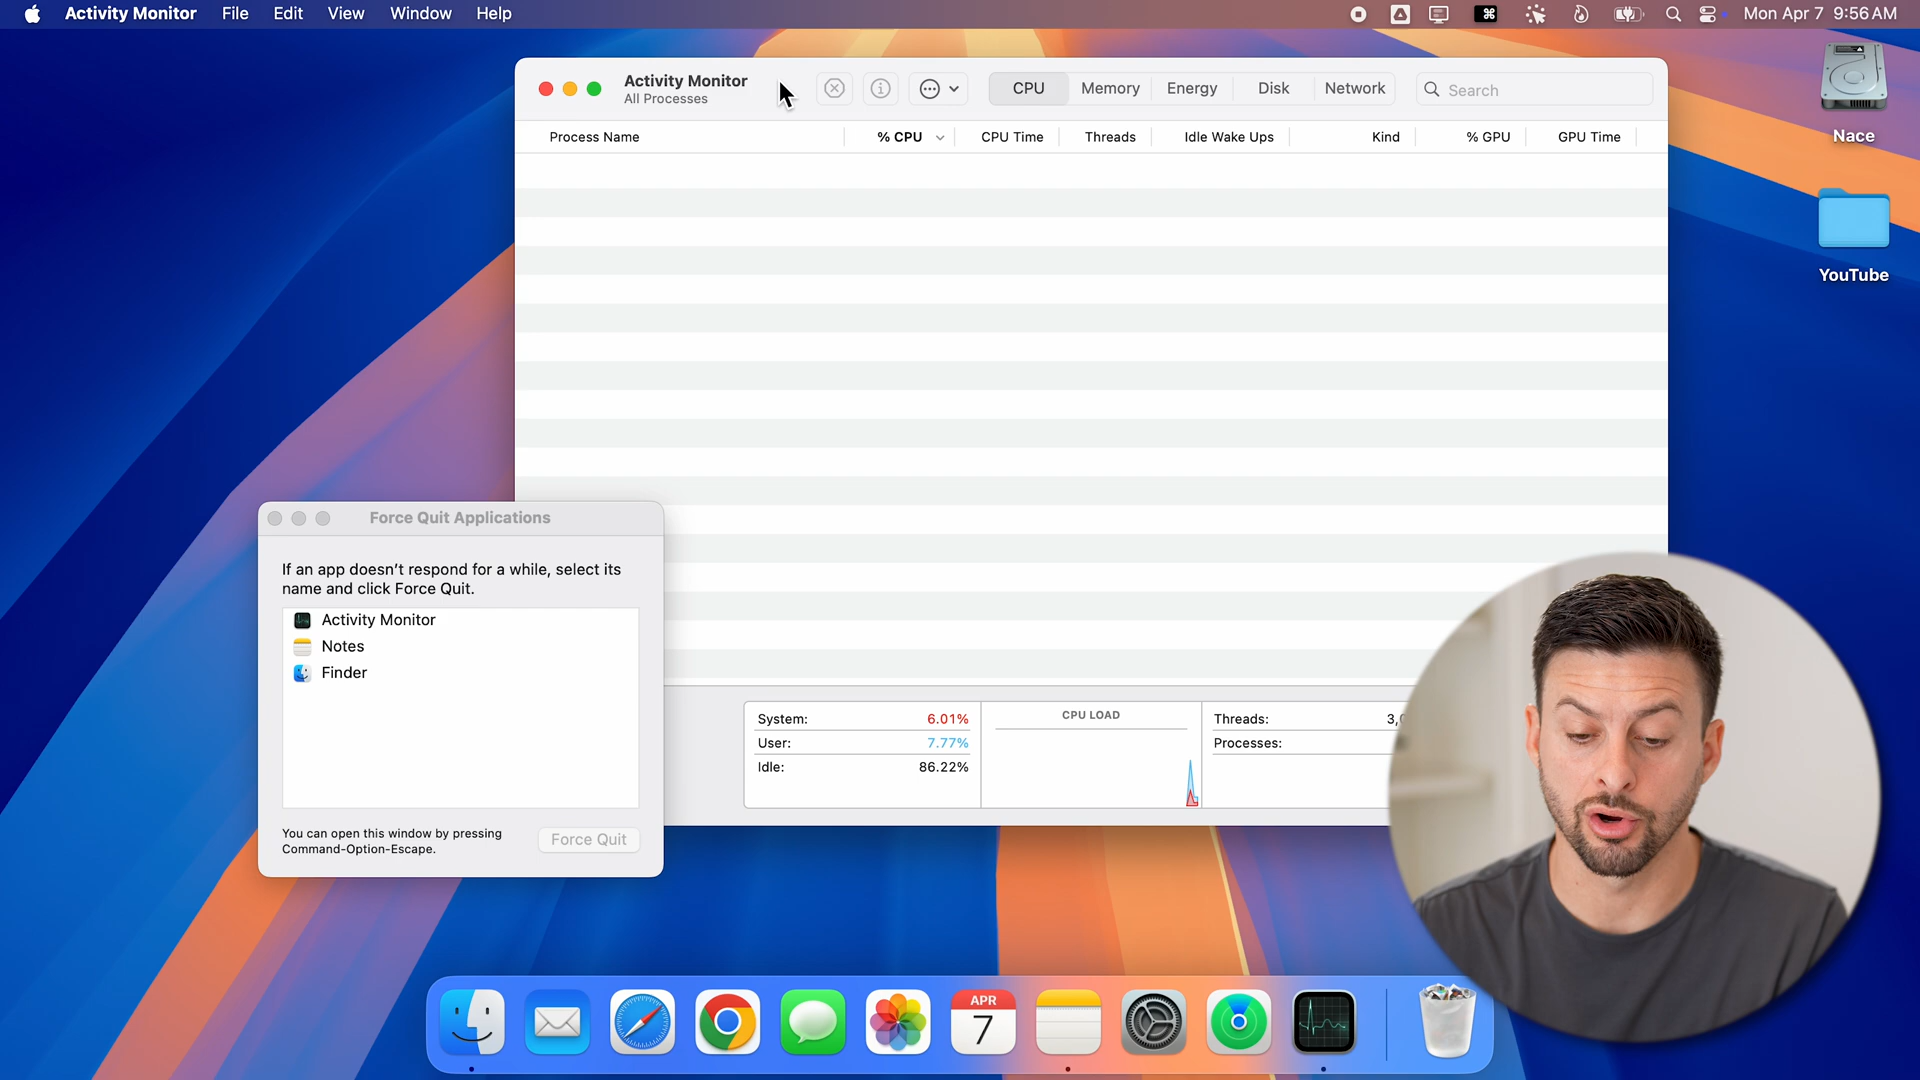 Activity Monitor File Edit View Window Help
Mon Apr 7 9:56 AM
Activity Monitor
All Processes
CPU Memory Energy Disk Network
Search
Process Name % CPU CPU Time Threads Idle Wake Ups Kind % GPU GPU Time
Nace
YouTube
Force Quit Applications
If an app doesn't respond for a while, select its
name and click Force Quit.
Activity Monitor
Notes
Finder
You can open this window by pressing
Command-Option-Escape.
Force Quit
System: 6.01%
User: 7.77%
Idle: 86.22%
CPU LOAD
Threads:
Processes:
APR
7